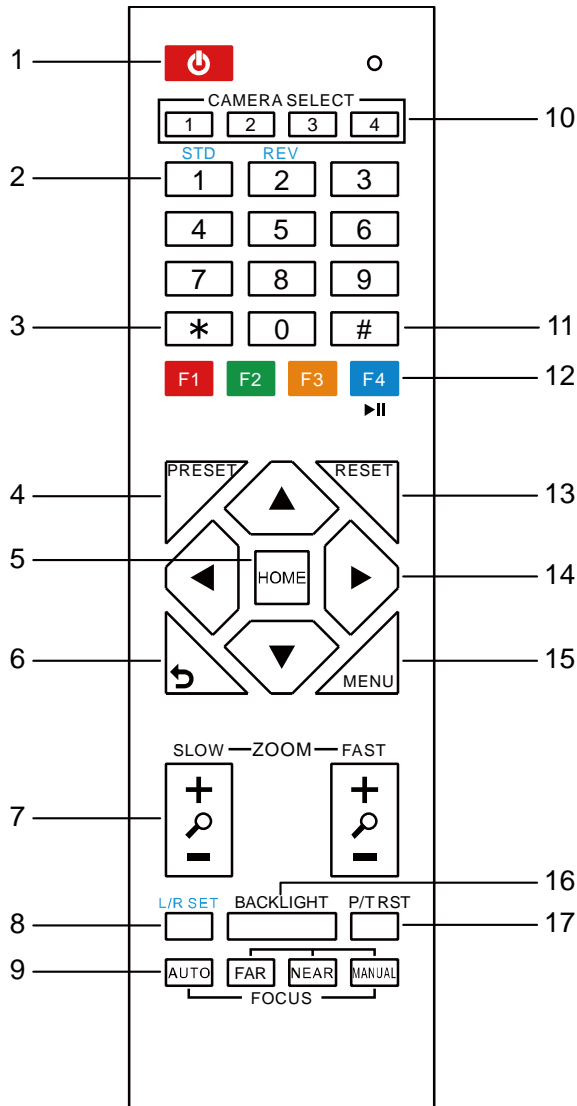 1
CAMERA SELECT
1 2 3 4
10
STD REV
2
1 2 3
4 5 6
7 8 9
3
* 0 #
11
F1 F2 F3 F4
12
4
PRESET RESET
13
5
HOME
14
6
MENU
15
SLOW ZOOM FAST
7
+ +
- -
16
L/R SET BACKLIGHT P/T RST
8
17
9
AUTO FAR NEAR MANUAL
FOCUS